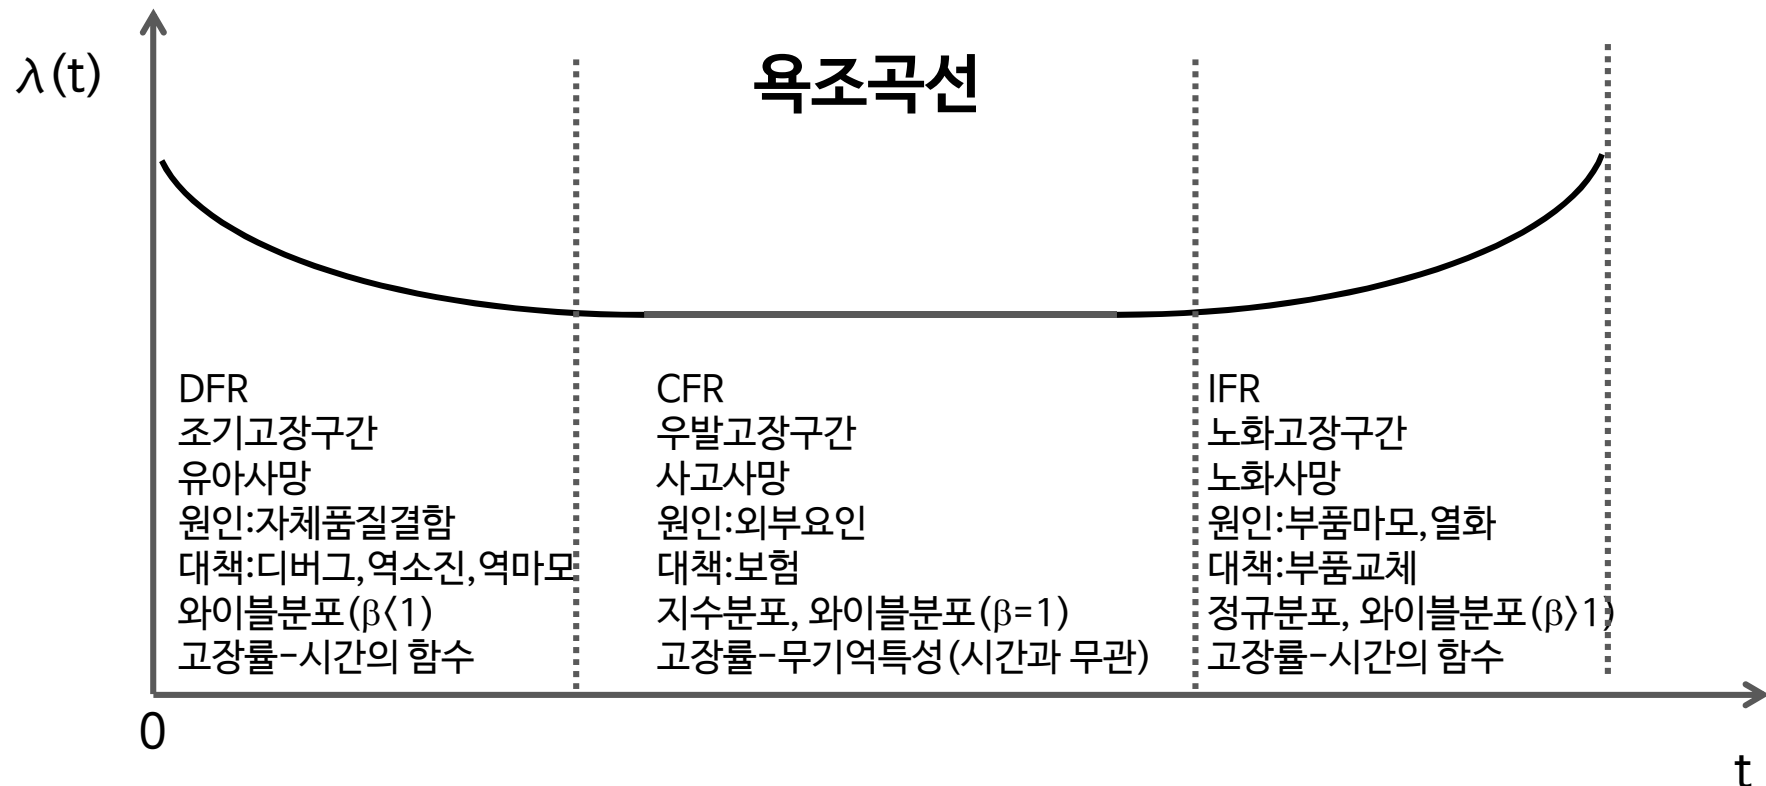 욕조곡선
λ(t)
DFR
조기고장구간
유아사망
원인:자체품질결함
대책:디버그,역소진,역마모
와이블분포(β<1)
고장률-시간의 함수
CFR
우발고장구간
사고사망
원인:외부요인
대책:보험
지수분포, 와이블분포(β=1)
고장률-무기억특성(시간과 무관)
IFR
노화고장구간
노화사망
원인:부품마모,열화
대책:부품교체
정규분포, 와이블분포(β>1)
고장률-시간의 함수
0
t